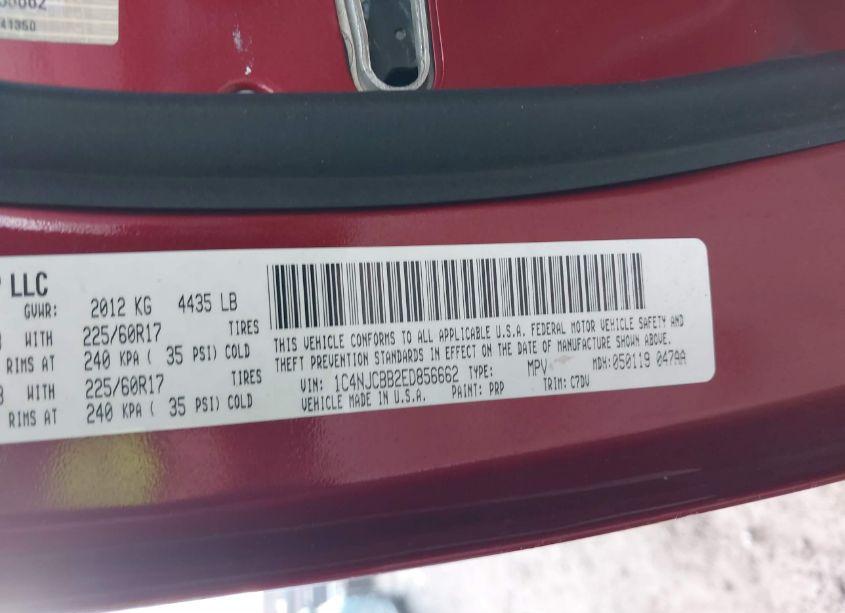 41350
LLC
GVWR: 2012 KG 4435 LB
WITH 225/60R17 TIRES
RIMS AT 240 KPA ( 35 PSI) COLD
WITH 225/60R17 TIRES
RIMS AT 240 KPA ( 35 PSI) COLD
THIS VEHICLE CONFORMS TO ALL APPLICABLE U.S.A. FEDERAL MOTOR VEHICLE SAFETY AND
THEFT PREVENTION STANDARDS IN EFFECT ON THE DATE OF MANUFACTURE SHOWN ABOVE.
VIN: 1C4NJCBB2ED856662 TYPE: MPV MDH: 050119 047AA
VEHICLE MADE IN U.S.A. PAINT: PRP TRIM: C7DV